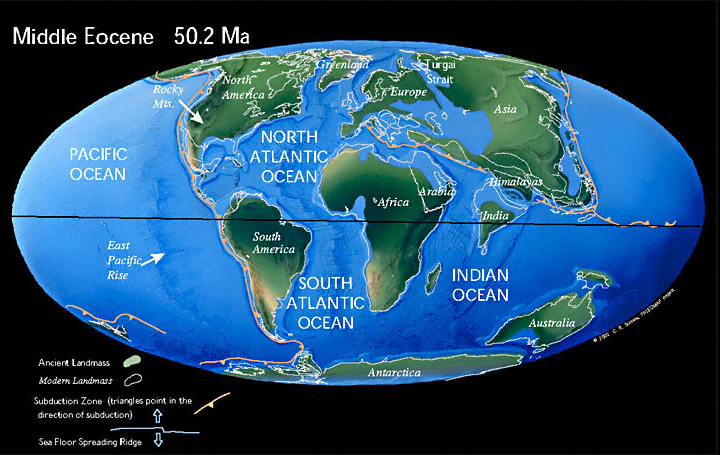 Middle Eocene 50.2 Ma
Greenland
Turgai
Strait
Rocky
Mts.
North
America
Europe
Asia
PACIFIC
OCEAN
NORTH
ATLANTIC
OCEAN
Himalayas
Arabia
Africa
India
South
America
East
Pacific
Rise
SOUTH
ATLANTIC
OCEAN
INDIAN
OCEAN
Australia
Antarctica
Ancient Landmass
Modern Landmass
Subduction Zone (triangles point in the
direction of subduction)
Sea Floor Spreading Ridge